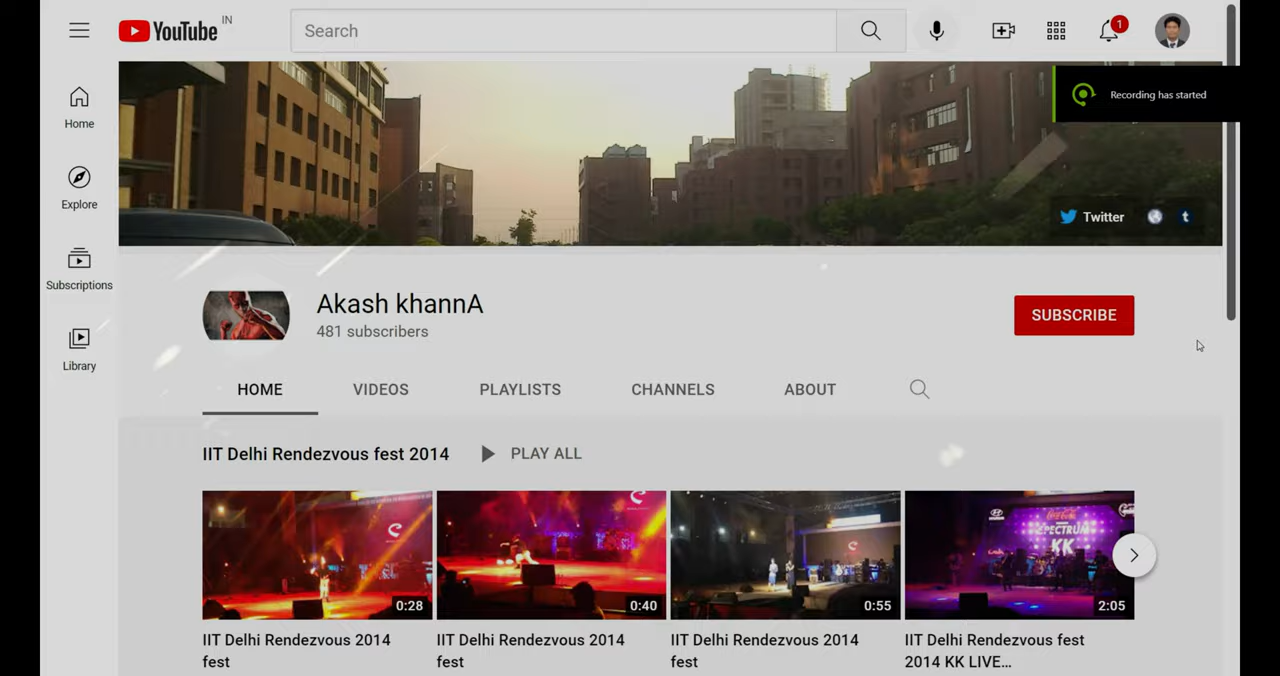 YouTube IN
Search
1
Recording has started
Home
Explore
Subscriptions
Library
Twitter
t
Akash khannA
481 subscribers
SUBSCRIBE
HOME VIDEOS PLAYLISTS CHANNELS ABOUT
IIT Delhi Rendezvous fest 2014 PLAY ALL
SPECTRUM
KK
0:28 0:40 0:55 2:05
IIT Delhi Rendezvous 2014
fest
IIT Delhi Rendezvous 2014
fest
IIT Delhi Rendezvous 2014
fest
IIT Delhi Rendezvous fest
2014 KK LIVE...